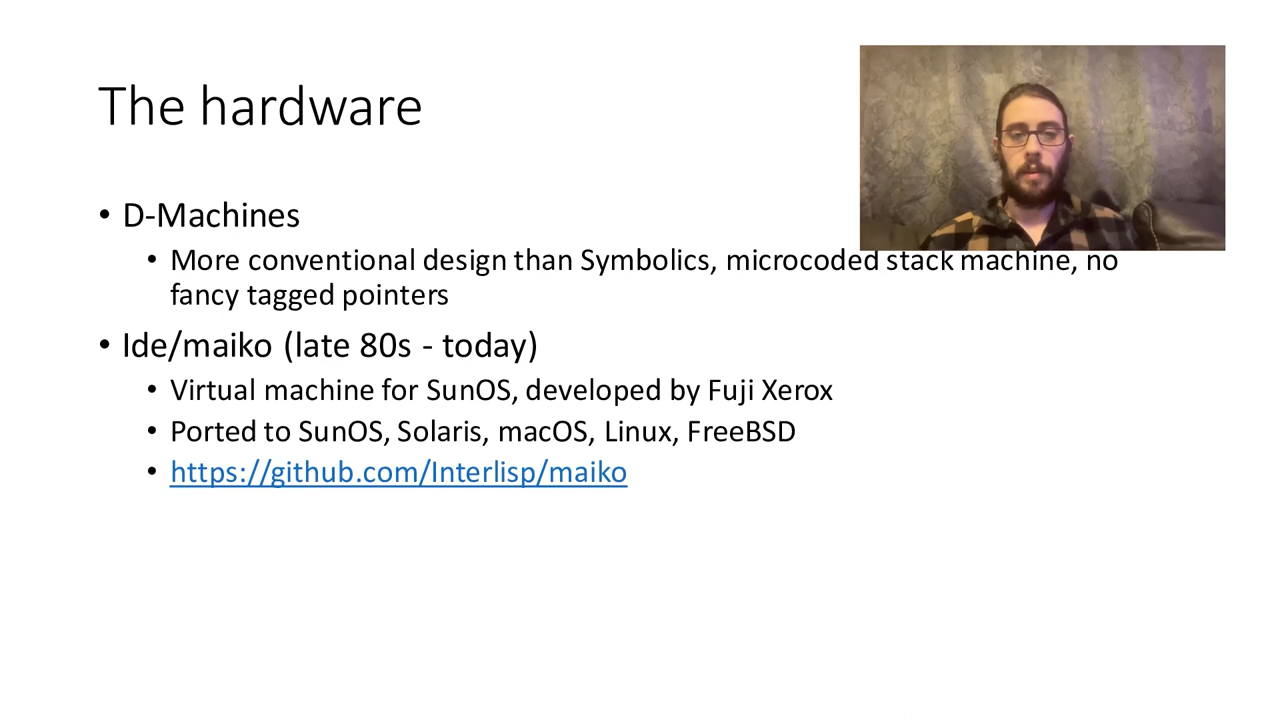 The hardware
• D-Machines
• More conventional design than Symbolics, microcoded stack machine, no
fancy tagged pointers
• Ide/maiko (late 80s - today)
• Virtual machine for SunOS, developed by Fuji Xerox
• Ported to SunOS, Solaris, macOS, Linux, FreeBSD
• https://github.com/Interlisp/maiko